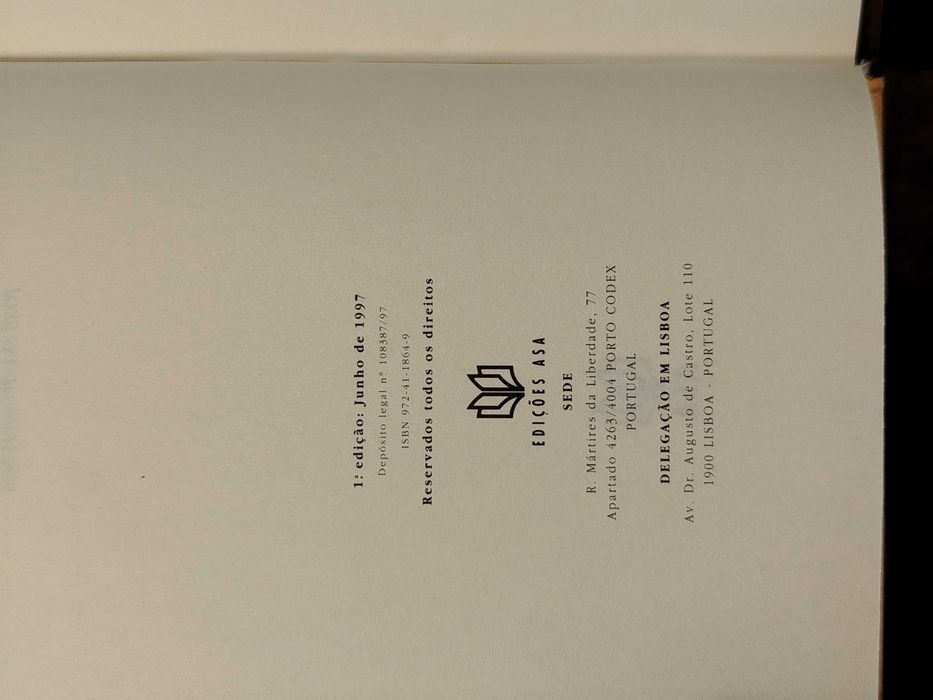 1ª edição: Junho de 1997
Depósito legal nº 108387/97
ISBN 972-41-1864-9
Reservados todos os direitos
EDIÇÕES ASA
SEDE
R. Mártires da Liberdade, 77
Apartado 4263/4004 PORTO CODEX
PORTUGAL
DELEGAÇÃO EM LISBOA
Av. Dr. Augusto de Castro, Lote 110
1900 LISBOA - PORTUGAL